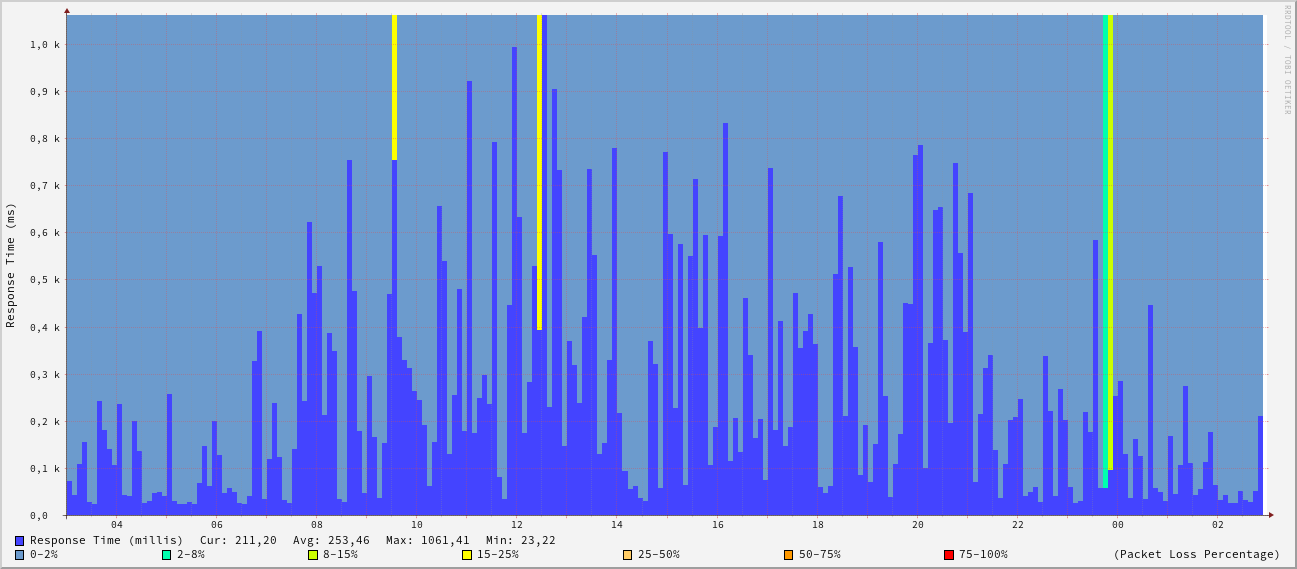 RRDTOOL / TOBI OETIKER
Response Time (ms)
1,0 k
0,9 k
0,8 k
0,7 k
0,6 k
0,5 k
0,4 k
0,3 k
0,2 k
0,1 k
0,0
04 06 08 10 12 14 16 18 20 22 00 02
Response Time (millis) Cur: 211,20 Avg: 253,46 Max: 1061,41 Min: 23,22
0-2% 2-8% 8-15% 15-25% 25-50% 50-75% 75-100% (Packet Loss Percentage)